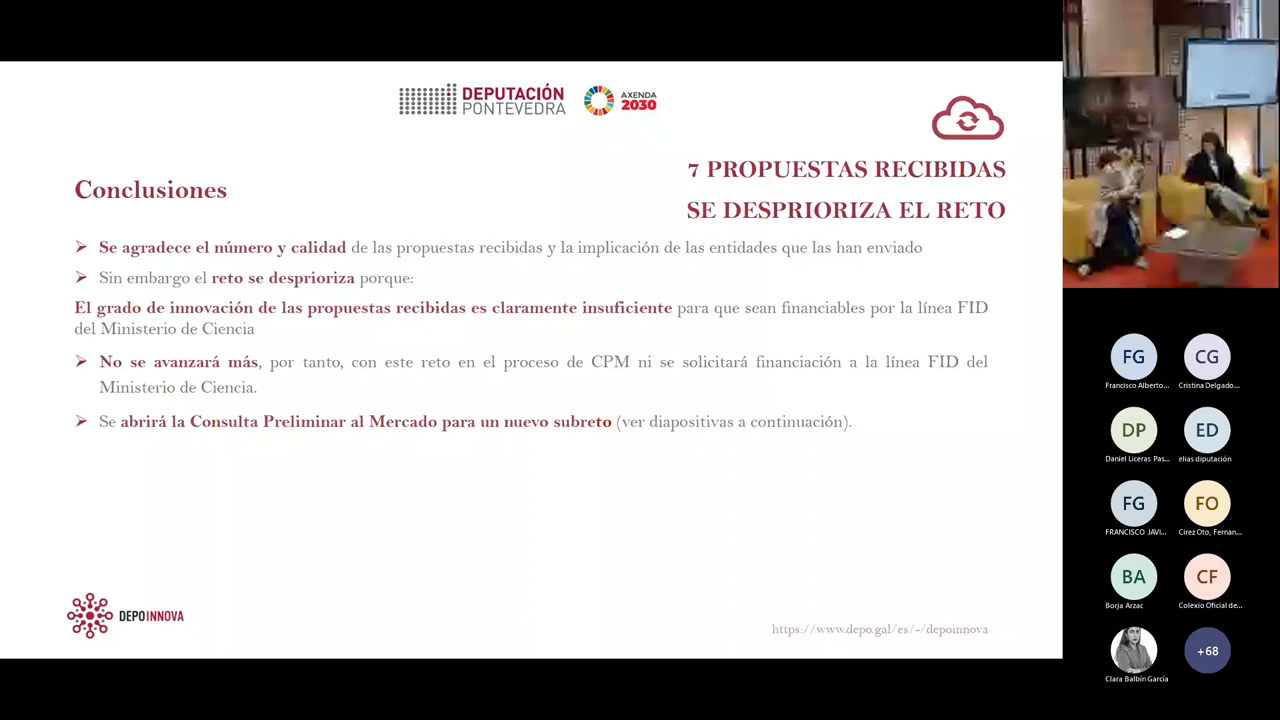 DEPUTACIÓN
PONTEVEDRA
AXENDA
2030
7 PROPUESTAS RECIBIDAS
SE DESPRIORIZA EL RETO
Conclusiones
➢ Se agradece el número y calidad de las propuestas recibidas y la implicación de las entidades que las han enviado
➢ Sin embargo el reto se desprioriza porque:
El grado de innovación de las propuestas recibidas es claramente insuficiente para que sean financiables por la línea FID
del Ministerio de Ciencia
➢ No se avanzará más, por tanto, con este reto en el proceso de CPM ni se solicitará financiación a la línea FID del
Ministerio de Ciencia.
➢ Se abrirá la Consulta Preliminar al Mercado para un nuevo subreto (ver diapositivas a continuación).
DEPOINNOVA
https://www.depo.gal/es/-/depoinnova
FG
CG
Francisco Alberto...
Cristina Delgado...
DP
ED
Daniel Liceras Pas...
elias diputación
FG
FO
FRANCISCO JAVI...
Cirez Oto, Fernan...
BA
CF
Borja Arzac
Colexio Oficial de...
+68
Clara Balbín García